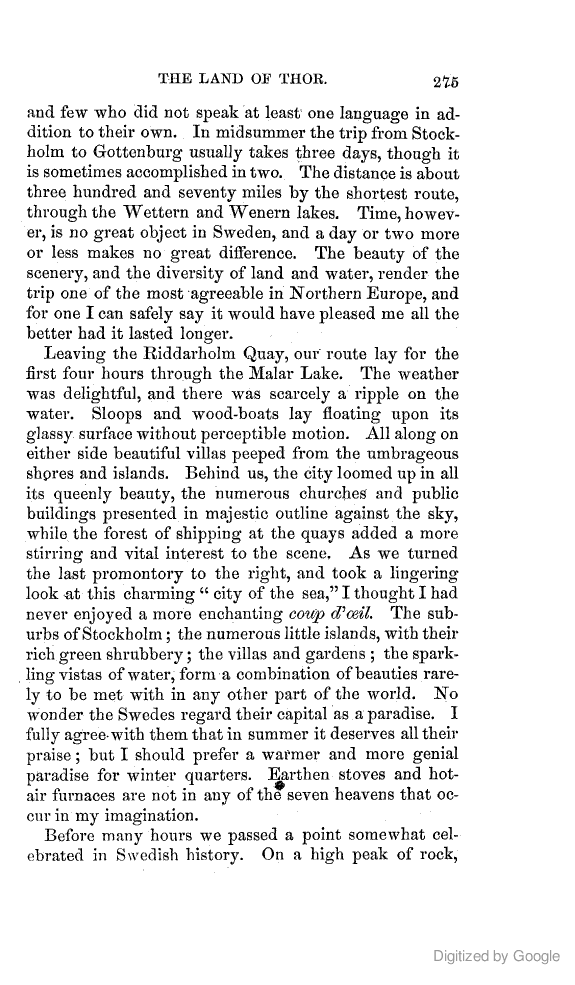 THE LAND OF THOR. 275
and few who did not speak at least one language in ad-
dition to their own. In midsummer the trip from Stock-
holm to Gottenburg usually takes three days, though it
is sometimes accomplished in two. The distance is about
three hundred and seventy miles by the shortest route,
through the Wettern and Wenern lakes. Time, howev-
er, is no great object in Sweden, and a day or two more
or less makes no great difference. The beauty of the
scenery, and the diversity of land and water, render the
trip one of the most agreeable in Northern Europe, and
for one I can safely say it would have pleased me all the
better had it lasted longer.
Leaving the Riddarholm Quay, our route lay for the
first four hours through the Malar Lake. The weather
was delightful, and there was scarcely a ripple on the
water. Sloops and wood-boats lay floating upon its
glassy surface without perceptible motion. All along on
either side beautiful villas peeped from the umbrageous
shores and islands. Behind us, the city loomed up in all
its queenly beauty, the numerous churches and public
buildings presented in majestic outline against the sky,
while the forest of shipping at the quays added a more
stirring and vital interest to the scene. As we turned
the last promontory to the right, and took a lingering
look at this charming “ city of the sea,” I thought I had
never enjoyed a more enchanting coup d’œil. The sub-
urbs of Stockholm ; the numerous little islands, with their
rich green shrubbery ; the villas and gardens ; the spark-
ling vistas of water, form a combination of beauties rare-
ly to be met with in any other part of the world. No
wonder the Swedes regard their capital as a paradise. I
fully agree with them that in summer it deserves all their
praise ; but I should prefer a warmer and more genial
paradise for winter quarters. Earthen stoves and hot-
air furnaces are not in any of the seven heavens that oc-
cur in my imagination.
Before many hours we passed a point somewhat cel-
ebrated in Swedish history. On a high peak of rock,
Digitized by Google